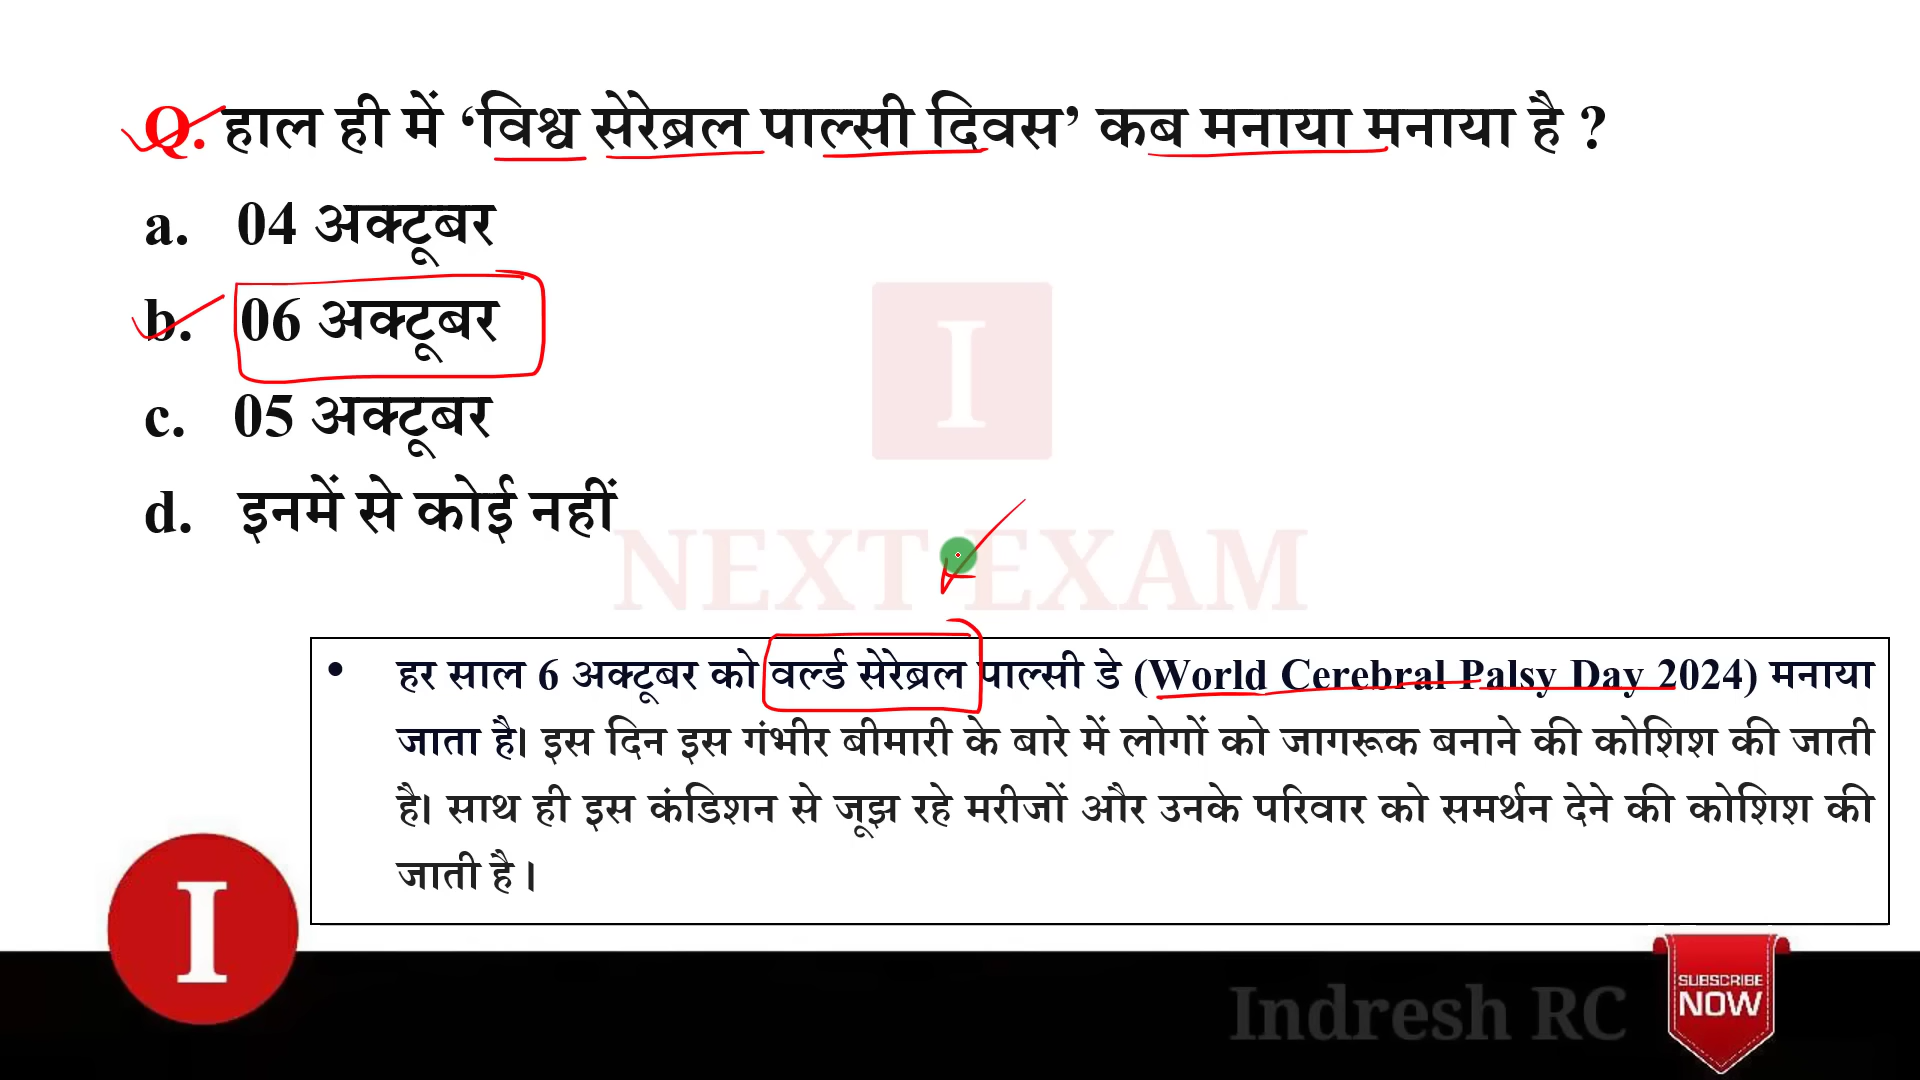 Q. हाल ही में ‘विश्व सेरेब्रल पाल्सी दिवस’ कब मनाया मनाया है ?
a. 04 अक्टूबर
b. 06 अक्टूबर
c. 05 अक्टूबर
d. इनमें से कोई नहीं
I
NEXT EXAM
• हर साल 6 अक्टूबर को वर्ल्ड सेरेब्रल पाल्सी डे (World Cerebral Palsy Day 2024) मनाया
जाता है। इस दिन इस गंभीर बीमारी के बारे में लोगों को जागरूक बनाने की कोशिश की जाती
है। साथ ही इस कंडिशन से जूझ रहे मरीजों और उनके परिवार को समर्थन देने की कोशिश की
जाती है ।
I
Indresh RC
SUBSCRIBE
NOW